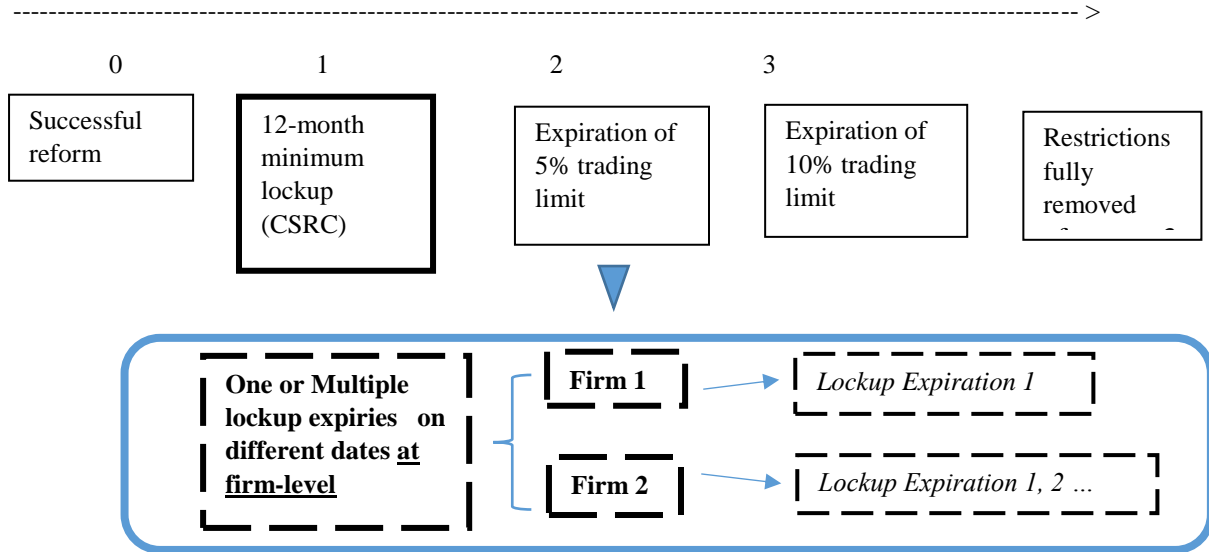 0 1 2 3
Successful
reform
12-month
minimum
lockup
(CSRC)
Expiration of
5% trading
limit
Expiration of
10% trading
limit
Restrictions
fully
removed
One or Multiple
lockup expiries on
different dates at
firm-level
Firm 1
Lockup Expiration 1
Firm 2
Lockup Expiration 1, 2 ...